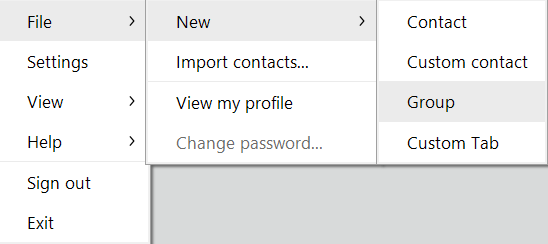 File
Settings
View
Help
Sign out
Exit
New
Import contacts...
View my profile
Change password...
Contact
Custom contact
Group
Custom Tab